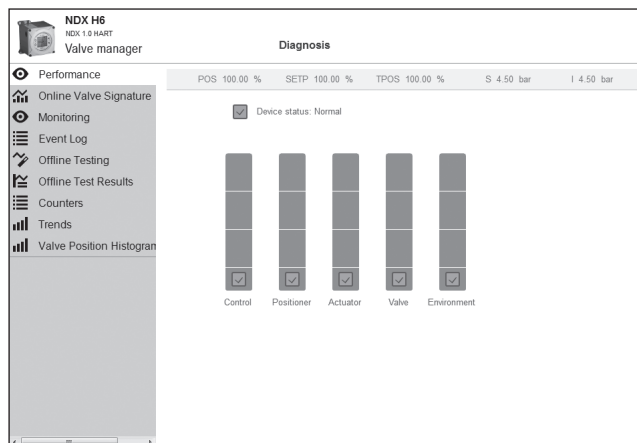 NDX H6
NDX 1.0 HART
Valve manager
Diagnosis
Performance
Online Valve Signature
Monitoring
Event Log
Offline Testing
Offline Test Results
Counters
Trends
Valve Position Histogram
POS 100.00 % SETP 100.00 % TPOS 100.00 % S 4.50 bar I 4.50 bar
Device status: Normal
Control Positioner Actuator Valve Environment